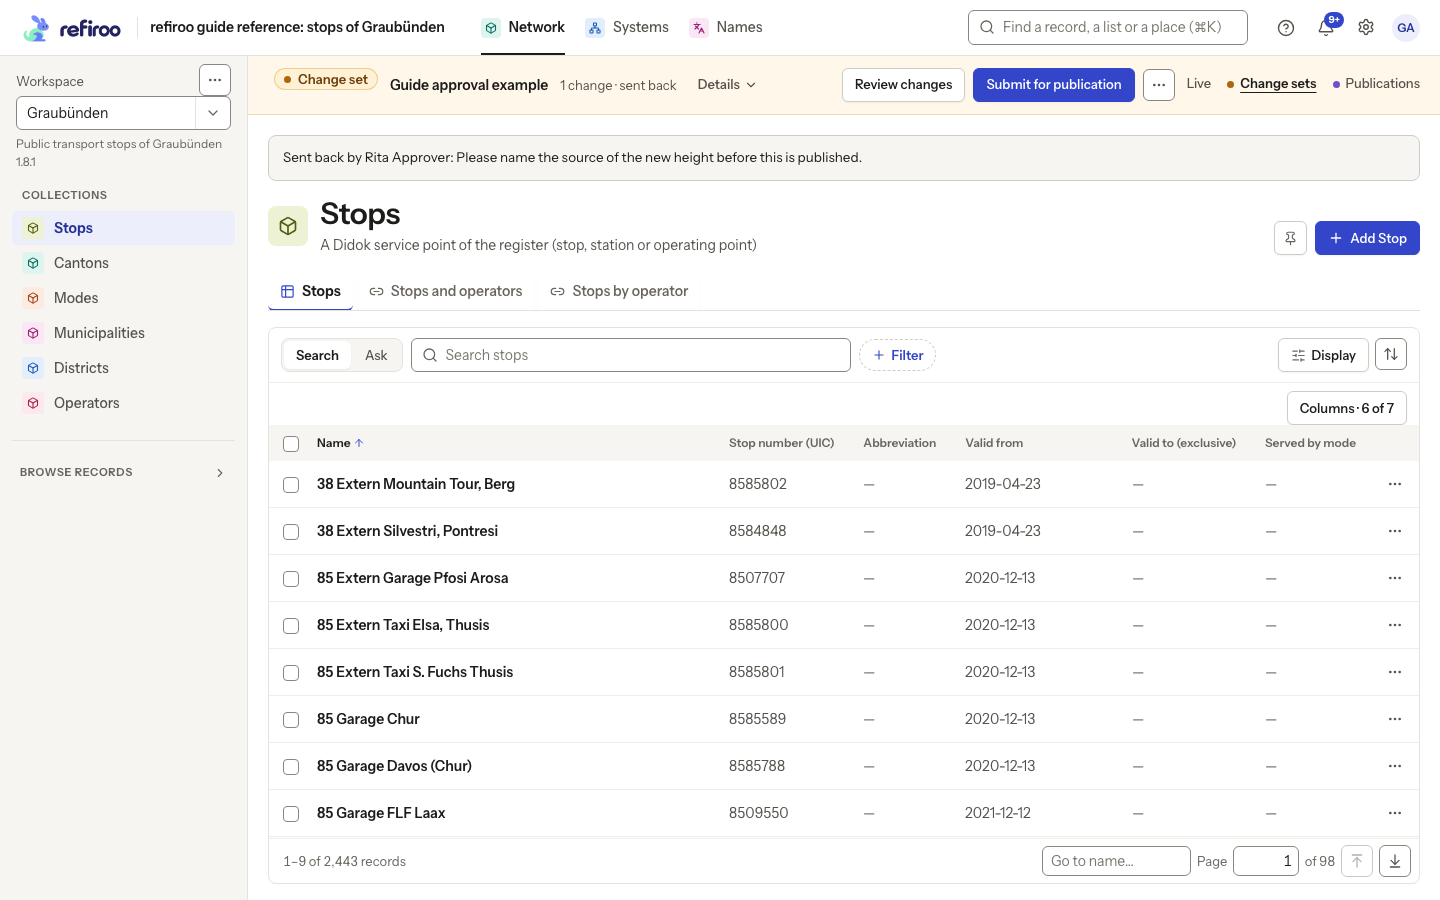 refiroo
refiroo guide reference: stops of Graubünden
Network
Systems
Names
Find a record, a list or a place (⌘K)
9+
GA
Workspace
Graubünden
Public transport stops of Graubünden
1.8.1
COLLECTIONS
Stops
Cantons
Modes
Municipalities
Districts
Operators
BROWSE RECORDS
Change set
Guide approval example
1 change · sent back
Details
Review changes
Submit for publication
Live
Change sets
Publications
Sent back by Rita Approver: Please name the source of the new height before this is published.
Stops
A Didok service point of the register (stop, station or operating point)
Add Stop
Stops
Stops and operators
Stops by operator
Search
Ask
Search stops
Filter
Display
Columns · 6 of 7
Name ↑ Stop number (UIC) Abbreviation Valid from Valid to (exclusive) Served by mode
38 Extern Mountain Tour, Berg 8585802 — 2019-04-23 — —
38 Extern Silvestri, Pontresi 8584848 — 2019-04-23 — —
85 Extern Garage Pfosi Arosa 8507707 — 2020-12-13 — —
85 Extern Taxi Elsa, Thusis 8585800 — 2020-12-13 — —
85 Extern Taxi S. Fuchs Thusis 8585801 — 2020-12-13 — —
85 Garage Chur 8585589 — 2020-12-13 — —
85 Garage Davos (Chur) 8585788 — 2020-12-13 — —
85 Garage FLF Laax 8509550 — 2021-12-12 — —
1–9 of 2,443 records
Go to name...
Page 1 of 98